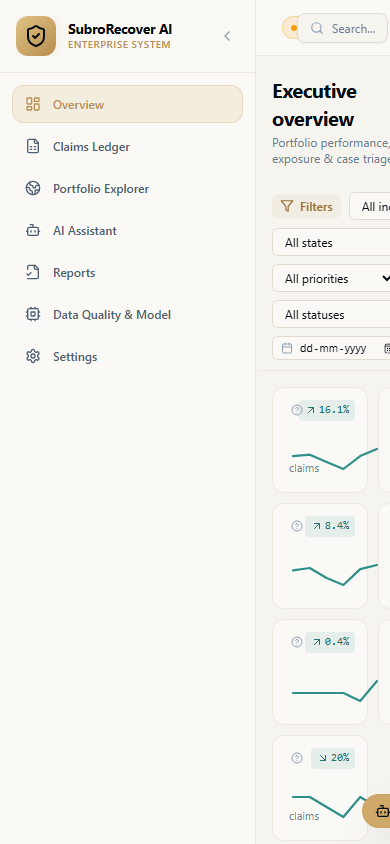 SubroRecover AI
ENTERPRISE SYSTEM
Overview
Claims Ledger
Portfolio Explorer
AI Assistant
Reports
Data Quality & Model
Settings
Search...
Executive
overview
Portfolio performance,
exposure & case triage
Filters
All in
All states
All priorities
All statuses
dd-mm-yyyy
16.1%
claims
8.4%
0.4%
20%
claims